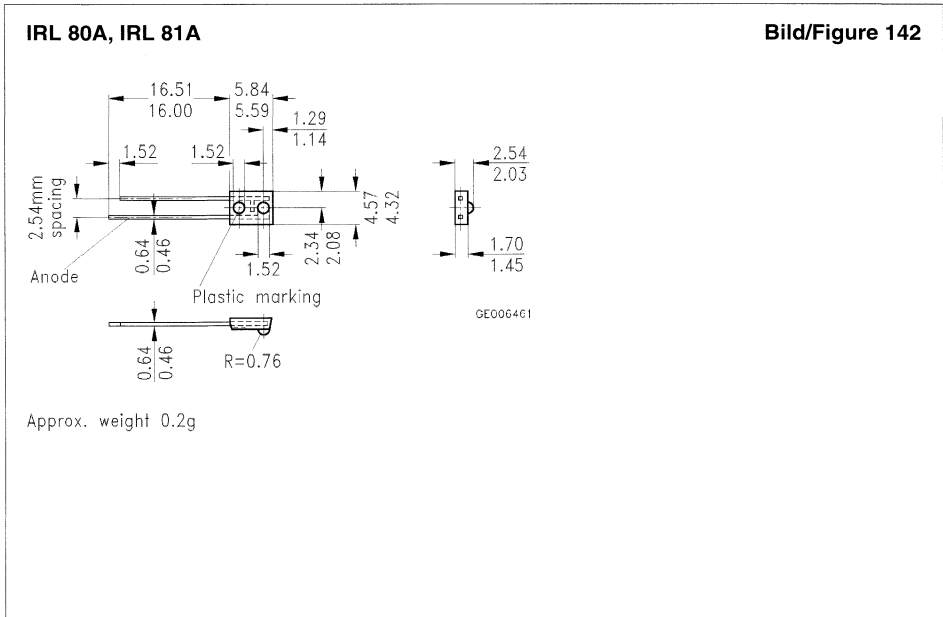 IRL 80A, IRL 81A
Bild/Figure 142
16.51
16.00
5.84
5.59
1.29
1.14
1.52
1.52
2.54
2.03
2.54mm
spacing
4.57
4.32
2.34
2.08
0.64
0.46
1.52
1.70
1.45
Anode
Plastic marking
GEO06461
0.64
0.46
R=0.76
Approx. weight 0.2g